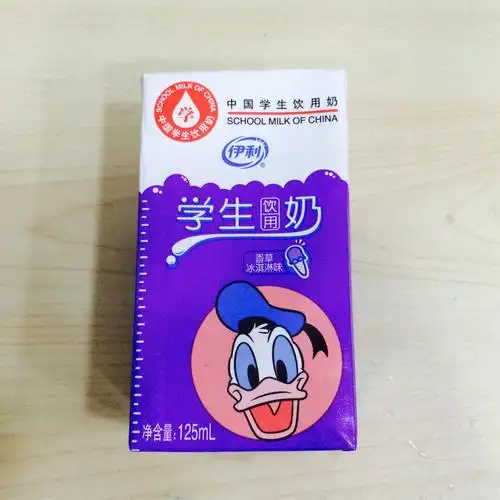 SCHOOL MILK OF CHINA
学
中国学生饮用奶
中国学生饮用奶
SCHOOL MILK OF CHINA
伊利
®
学生饮用奶
香草
冰淇淋味
净含量:125mL